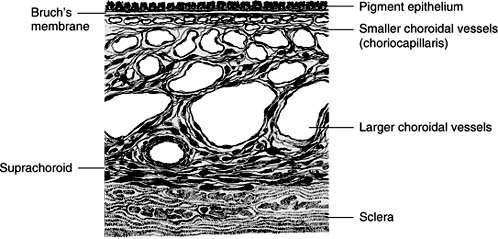 Bruch's
membrane
Suprachoroid
Pigment epithelium
Smaller choroidal vessels
(choriocapillaris)
Larger choroidal vessels
Sclera